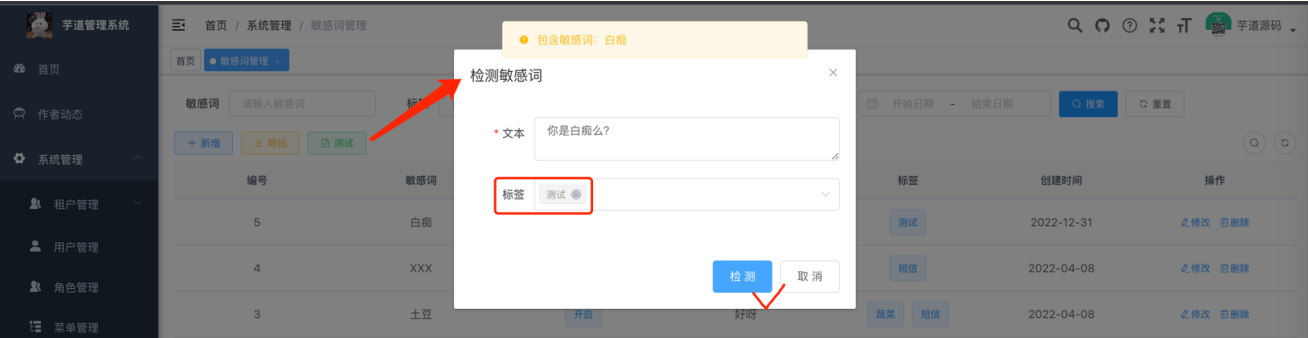 芋道管理系统
首页 / 系统管理 / 敏感词管理
包含敏感词：白痴
芋道源码
首页
敏感词管理
检测敏感词
首页
敏感词 请输入敏感词
开始日期 - 结束日期
搜索
重置
作者动态
* 文本 你是白痴么?
+ 新增
导出
测试
系统管理
编号 敏感词 标签 创建时间 操作
标签 测试
租户管理
5 白痴 测试 2022-12-31 修改 删除
用户管理
4 XXX 短信 2022-04-08 修改 删除
检 测
取 消
角色管理
3 土豆 开启 好呀 蔬菜 短信 2022-04-08 修改 删除
菜单管理